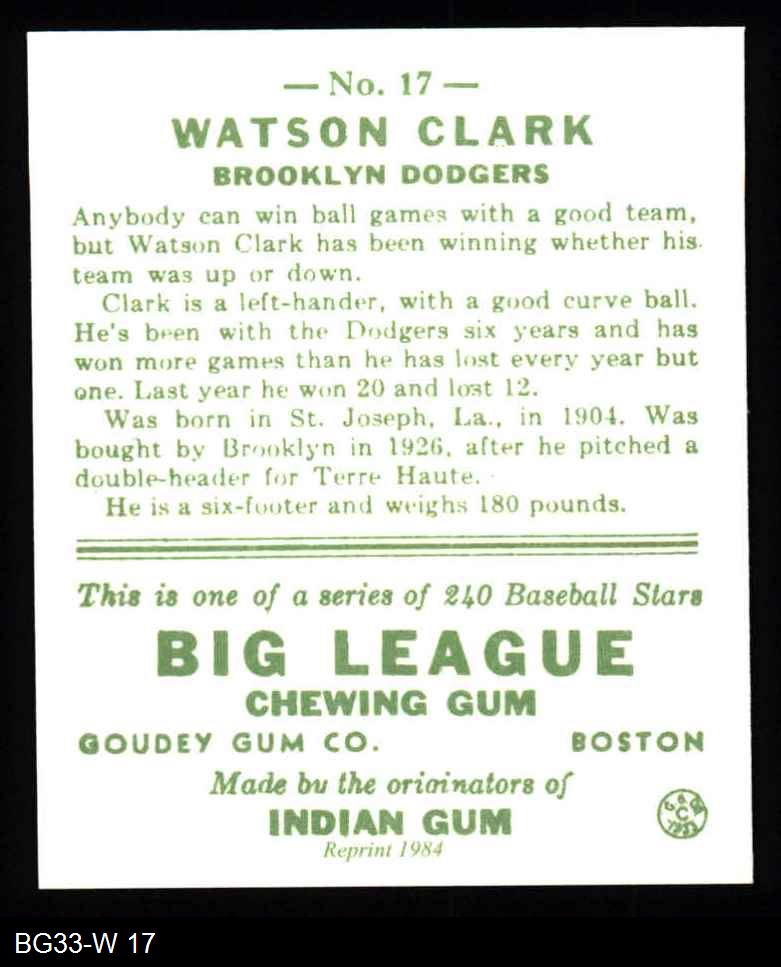 — No. 17 —
WATSON CLARK
BROOKLYN DODGERS
Anybody can win ball games with a good team,
but Watson Clark has been winning whether his
team was up or down.
Clark is a left-hander, with a good curve ball.
He's been with the Dodgers six years and has
won more games than he has lost every year but
one. Last year he won 20 and lost 12.
Was born in St. Joseph, La., in 1904. Was
bought by Brooklyn in 1926, after he pitched a
double-header for Terre Haute.
He is a six-footer and weighs 180 pounds.
This is one of a series of 240 Baseball Stars
BIG LEAGUE
CHEWING GUM
GOUDEY GUM CO. BOSTON
Made by the originators of
INDIAN GUM
Reprint 1984
BG33-W 17